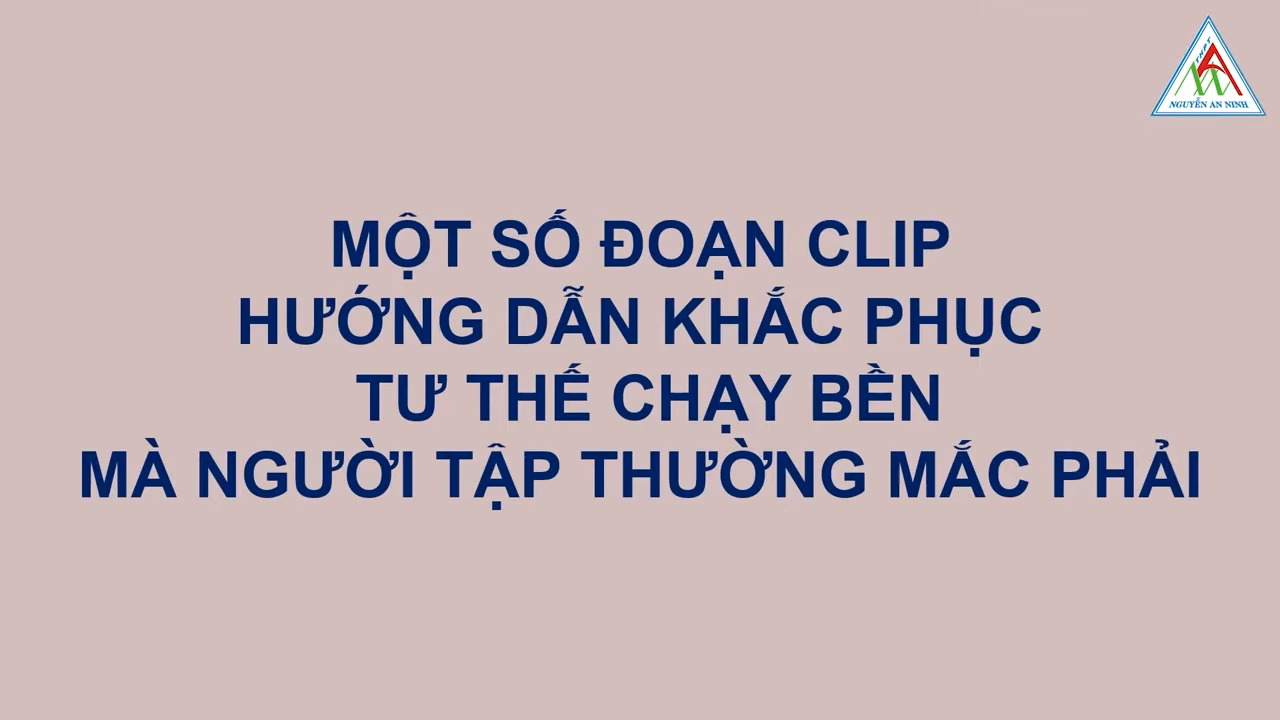 THPT
NGUYỄN AN NINH
MỘT SỐ ĐOẠN CLIP
HƯỚNG DẪN KHẮC PHỤC
TƯ THẾ CHẠY BỀN
MÀ NGƯỜI TẬP THƯỜNG MẮC PHẢI